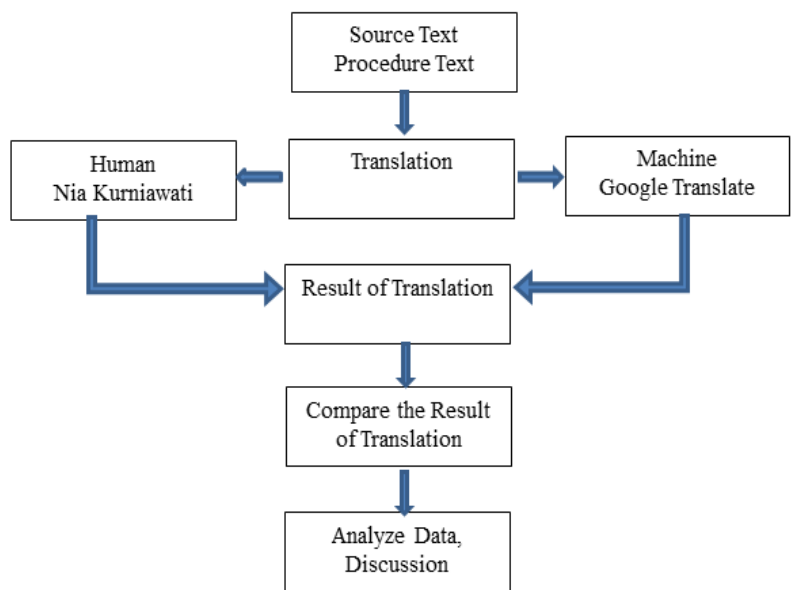 Source Text
Procedure Text
Human
Nia Kurniawati
Translation
Machine
Google Translate
Result of Translation
Compare the Result
of Translation
Analyze Data,
Discussion